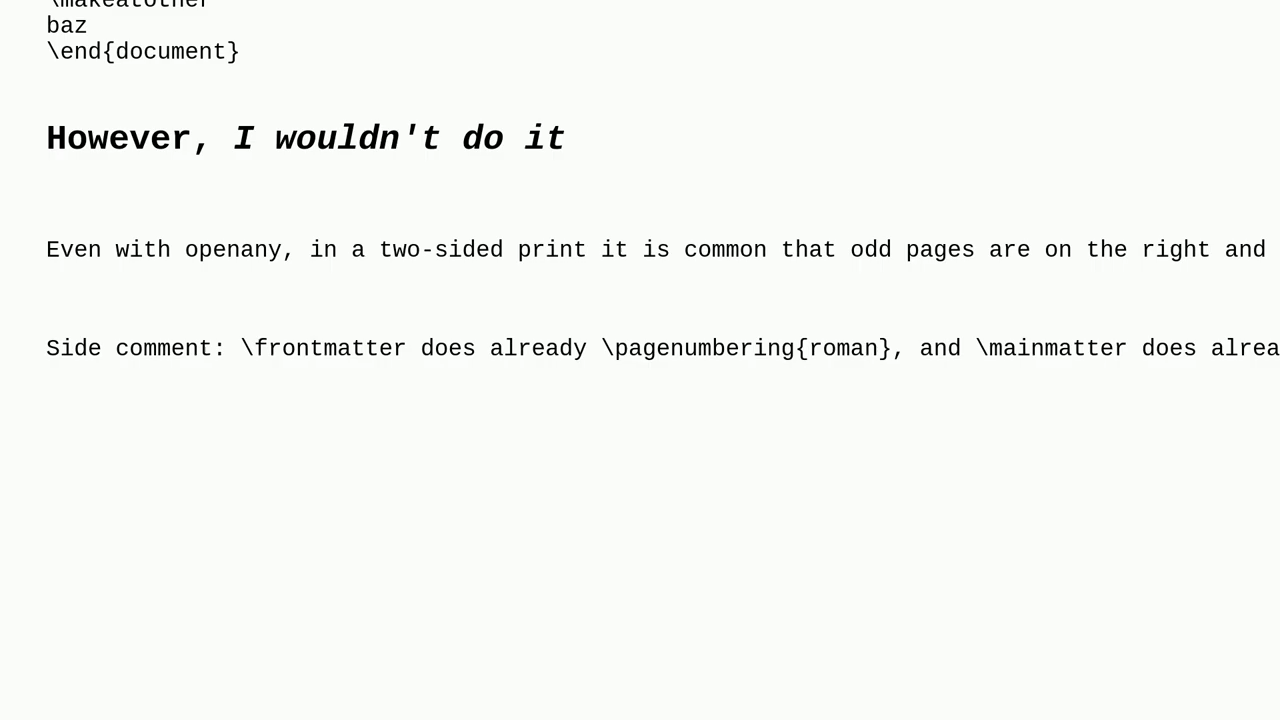 \makeatother
baz
\end{document}
However, I wouldn't do it
Even with openany, in a two-sided print it is common that odd pages are on the right and
Side comment: \frontmatter does already \pagenumbering{roman}, and \mainmatter does alrea